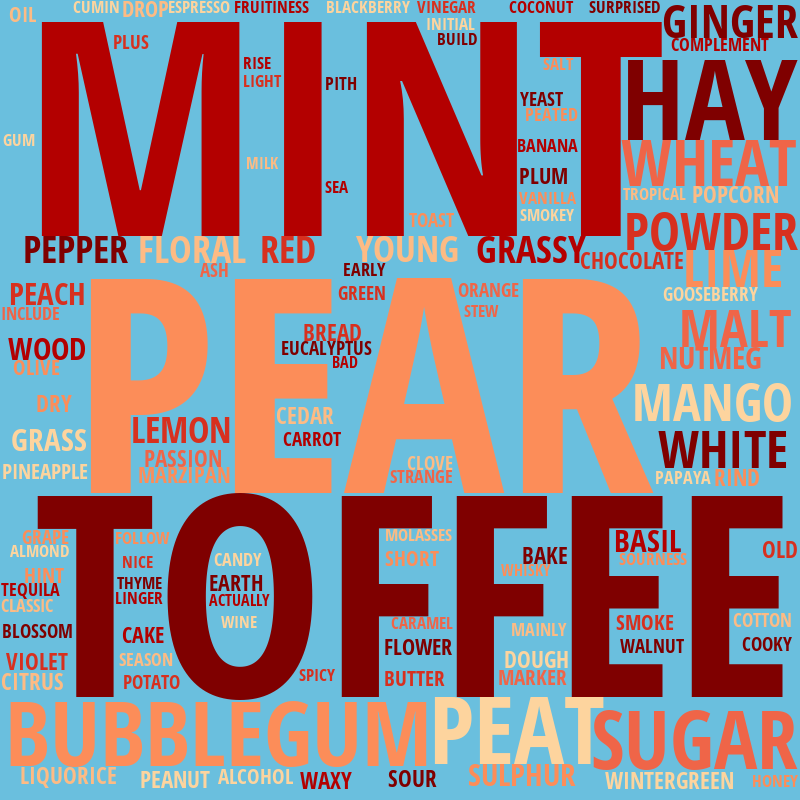 OIL
CUMIN
DROP
ESPRESSO
FRUITINESS
BLACKBERRY
VINEGAR
COCONUT
SURPRISED
INITIAL
GINGER
PLUS
BUILD
COMPLEMENT
MINT
RISE
LIGHT
PITH
SALT
HAY
YEAST
PEATED
GUM
BANANA
WHEAT
MILK
PLUM
SEA
VANILLA
TROPICAL
POPCORN
SMOKEY
TOAST
POWDER
PEPPER
FLORAL
RED
YOUNG
GRASSY
CHOCOLATE
LIME
ASH
EARLY
PEACH
GREEN
ORANGE
GOOSEBERRY
INCLUDE
STEW
MALT
PEAR
BREAD
WOOD
EUCALYPTUS
NUTMEG
OLIVE
BAD
DRY
CEDAR
MANGO
LEMON
GRASS
CARROT
WHITE
PASSION
CLOVE
PINEAPPLE
MARZIPAN
STRANGE
PAPAYA
RIND
TOFFEE
GRAPE
FOLLOW
MOLASSES
BASIL
ALMOND
CANDY
SHORT
BAKE
SOURNESS
OLD
NICE
WHISKY
HINT
THYME
EARTH
TEQUILA
LINGER
ACTUALLY
CLASSIC
WINE
CARAMEL
SMOKE
COTTON
BLOSSOM
CAKE
MAINLY
FLOWER
WALNUT
COOKY
VIOLET
SEASON
DOUGH
CITRUS
POTATO
SPICY
BUTTER
MARKER
BUBBLEGUM
PEAT
SUGAR
LIQUORICE
PEANUT
ALCOHOL
WAXY
SOUR
SULPHUR
WINTERGREEN
HONEY